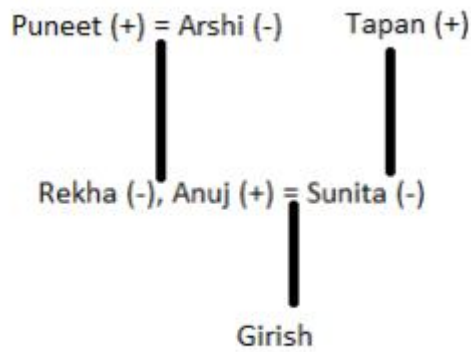 Puneet (+) = Arshi (-) Tapan (+)
Rekha (-), Anuj (+) = Sunita (-)
Girish